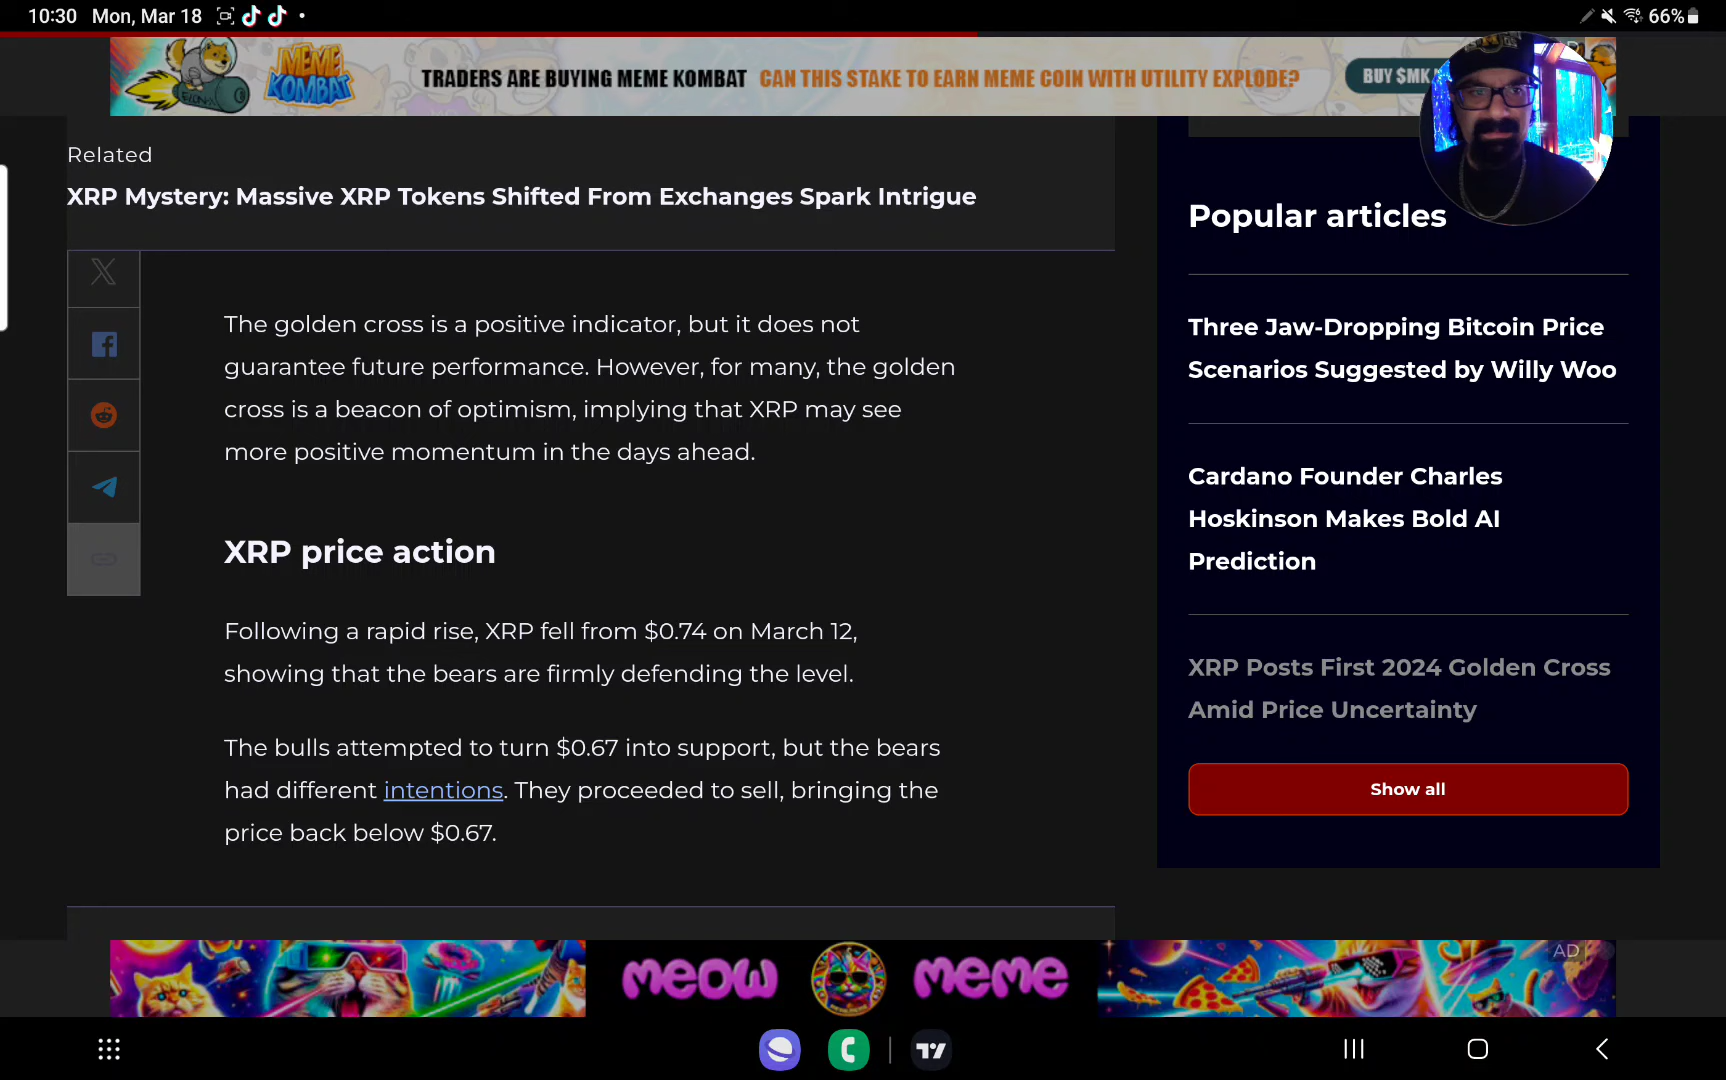 10:30 Mon, Mar 18
66%
MEME
KOMBAT
TRADERS ARE BUYING MEME KOMBAT CAN THIS STAKE TO EARN MEME COIN WITH UTILITY EXPLODE?
BUY $MK
Related
XRP Mystery: Massive XRP Tokens Shifted From Exchanges Spark Intrigue
The golden cross is a positive indicator, but it does not
guarantee future performance. However, for many, the golden
cross is a beacon of optimism, implying that XRP may see
more positive momentum in the days ahead.
XRP price action
Following a rapid rise, XRP fell from $0.74 on March 12,
showing that the bears are firmly defending the level.
The bulls attempted to turn $0.67 into support, but the bears
had different intentions. They proceeded to sell, bringing the
price back below $0.67.
Popular articles
Three Jaw-Dropping Bitcoin Price
Scenarios Suggested by Willy Woo
Cardano Founder Charles
Hoskinson Makes Bold AI
Prediction
XRP Posts First 2024 Golden Cross
Amid Price Uncertainty
Show all
MEOW MEME
AD